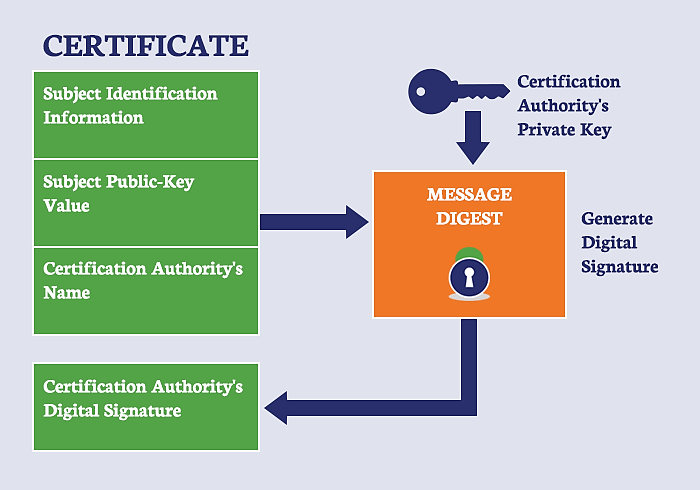 CERTIFICATE
Subject Identification
Information
Subject Public-Key
Value
Certification Authority's
Name
Certification Authority's
Digital Signature
Certification
Authority's
Private Key
MESSAGE
DIGEST
Generate
Digital
Signature